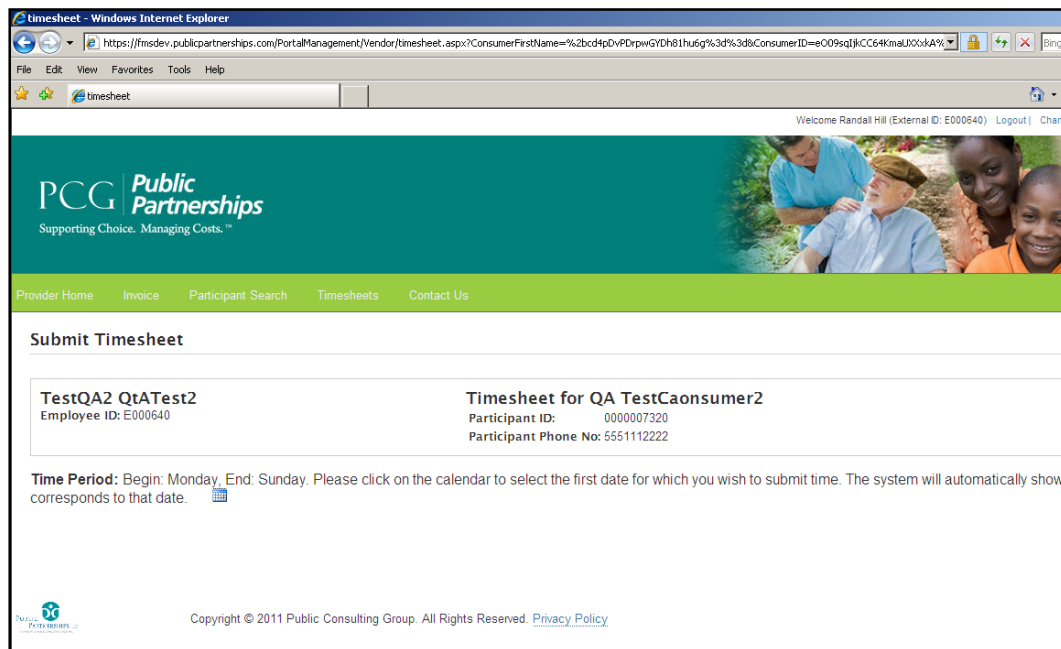 timesheet - Windows Internet Explorer
https://fmsdev.publicpartnerships.com/PortalManagement/Vendor/timesheet.aspx?ConsumerFirstName=%2bcd4pDvPDrpwGYDh81hu6g%3d%3d&ConsumerID=eO09sqIjkCC64KmaUXXxkA% Bing
File Edit View Favorites Tools Help
timesheet
Welcome Randall Hill (External ID: E000640) Logout | Chan
PCG Public Partnerships
Supporting Choice. Managing Costs.™
Provider Home Invoice Participant Search Timesheets Contact Us
Submit Timesheet
TestQA2 QtATest2 Timesheet for QA TestCaonsumer2
Employee ID: E000640 Participant ID: 0000007320
Participant Phone No: 5551112222
Time Period: Begin: Monday, End: Sunday. Please click on the calendar to select the first date for which you wish to submit time. The system will automatically show
corresponds to that date.
Copyright © 2011 Public Consulting Group. All Rights Reserved. Privacy Policy